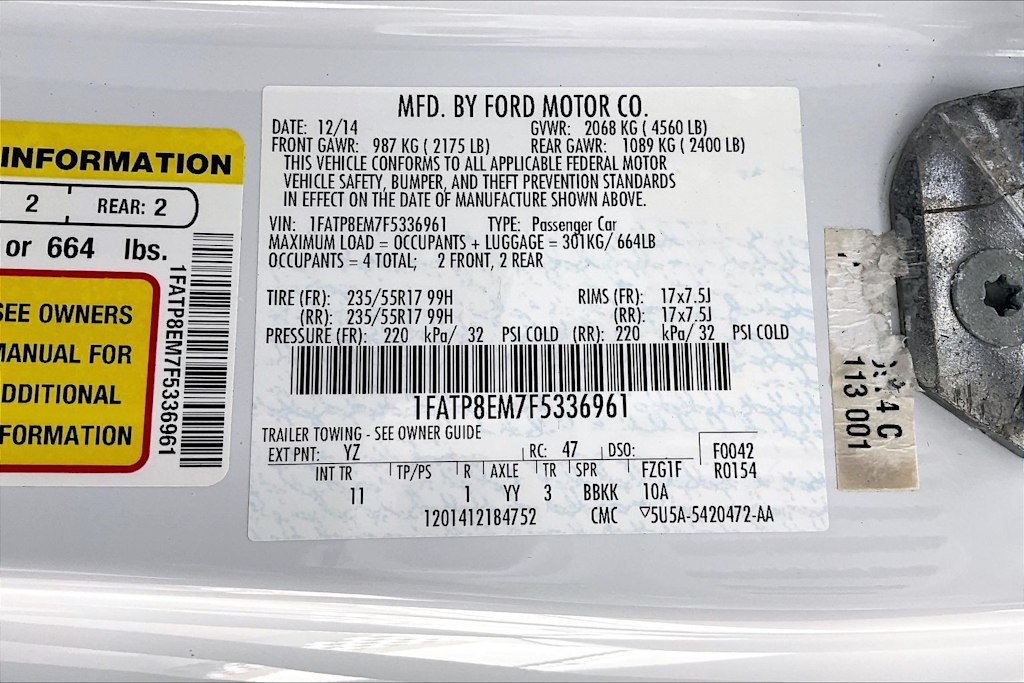 INFORMATION
2 REAR: 2
or 664 lbs.
SEE OWNERS
MANUAL FOR
ADDITIONAL
INFORMATION
1FATP8EM7F5336961
MFD. BY FORD MOTOR CO.
DATE: 12/14 GVWR: 2068 KG ( 4560 LB)
FRONT GAWR: 987 KG ( 2175 LB) REAR GAWR: 1089 KG ( 2400 LB)
THIS VEHICLE CONFORMS TO ALL APPLICABLE FEDERAL MOTOR
VEHICLE SAFETY, BUMPER, AND THEFT PREVENTION STANDARDS
IN EFFECT ON THE DATE OF MANUFACTURE SHOWN ABOVE.
VIN: 1FATP8EM7F5336961 TYPE: Passenger Car
MAXIMUM LOAD = OCCUPANTS + LUGGAGE = 301KG/ 664LB
OCCUPANTS = 4 TOTAL; 2 FRONT, 2 REAR
TIRE (FR): 235/55R17 99H RIMS (FR): 17x7.5J
(RR): 235/55R17 99H (RR): 17x7.5J
PRESSURE (FR): 220 kPa/ 32 PSI COLD (RR): 220 kPa/ 32 PSI COLD
1FATP8EM7F5336961
TRAILER TOWING - SEE OWNER GUIDE
EXT PNT: YZ RC: 47 DSO: F0042
INT TR TP/PS R AXLE TR SPR FZG1F R0154
11 1 YY 3 BBKK 10A
1201412184752 CMC ▽5U5A-5420472-AA
4 C
113 001